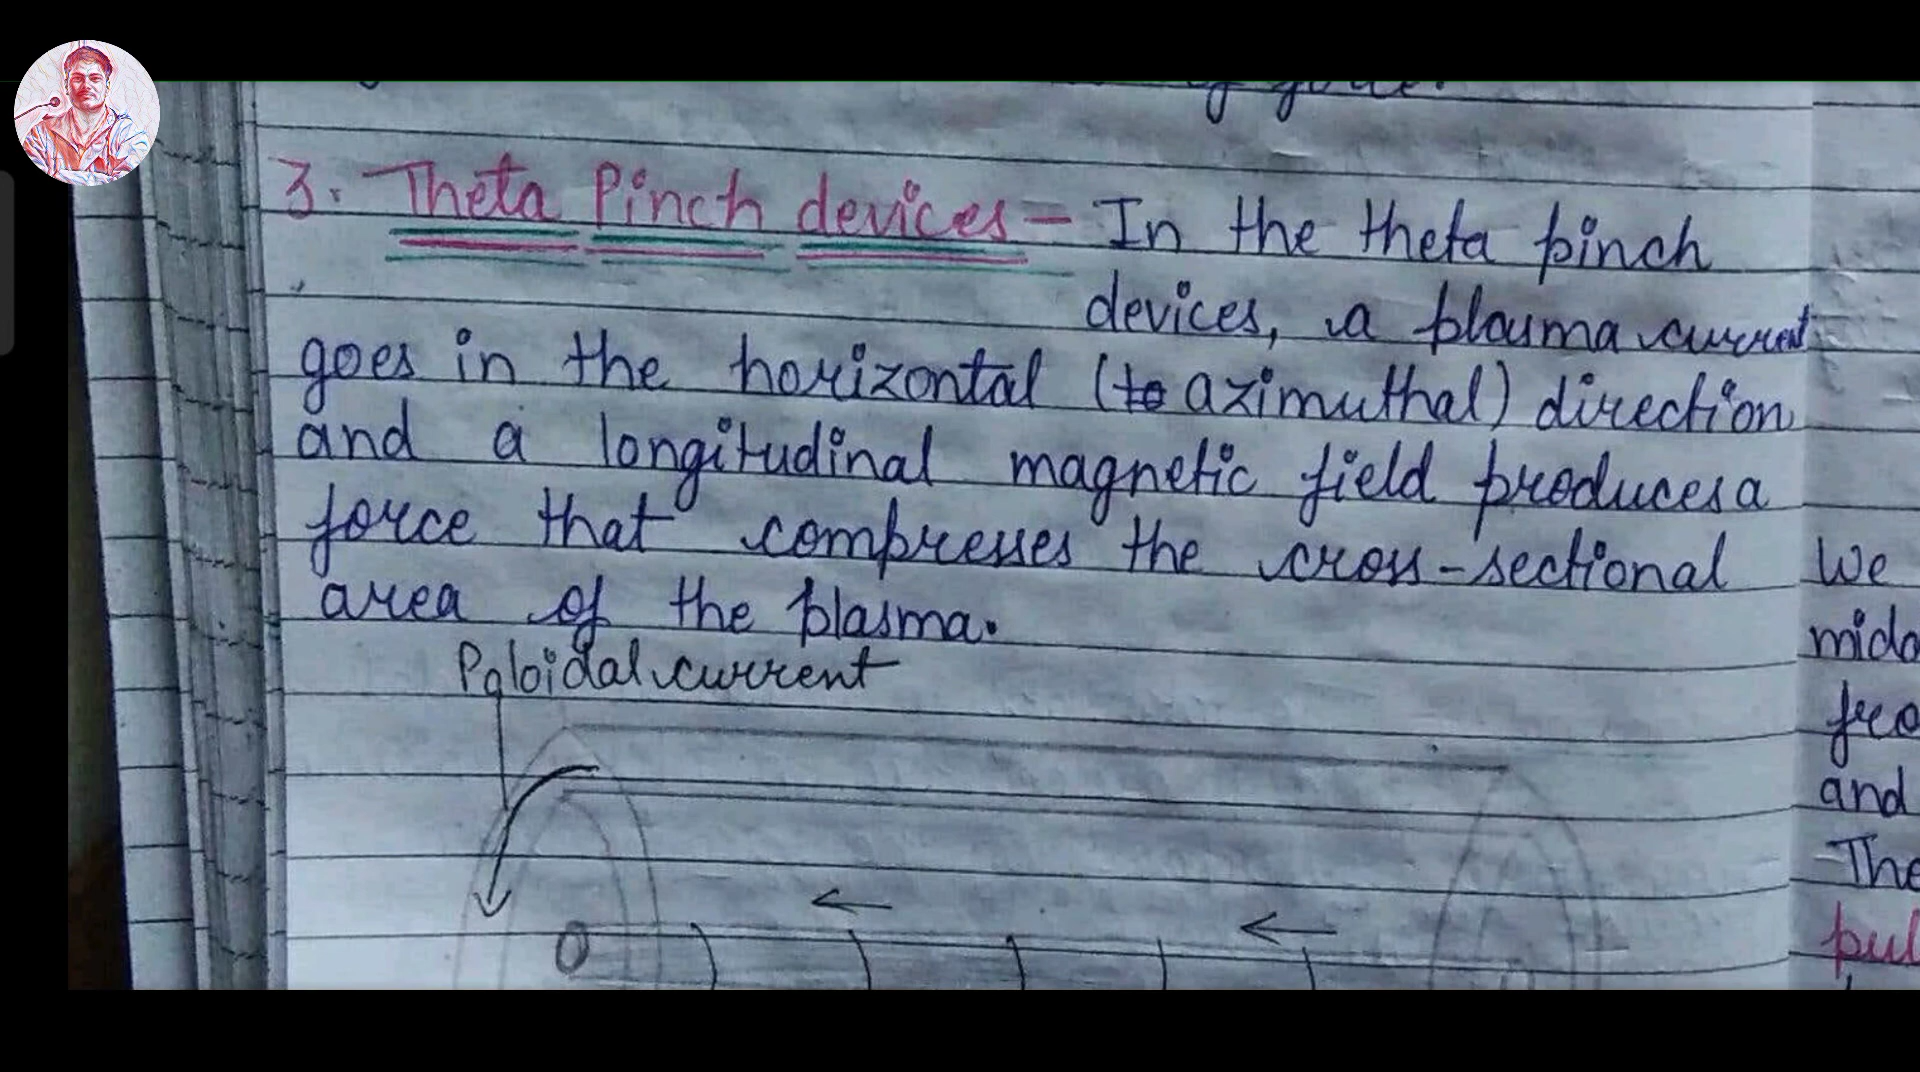 3. Theta Pinch devices - In the theta pinch
devices, a plasma current
goes in the horizontal (to azimuthal) direction
and a longitudinal magnetic field produces a
force that compresses the cross-sectional
area of the plasma.
Poloidal current
We
and
The